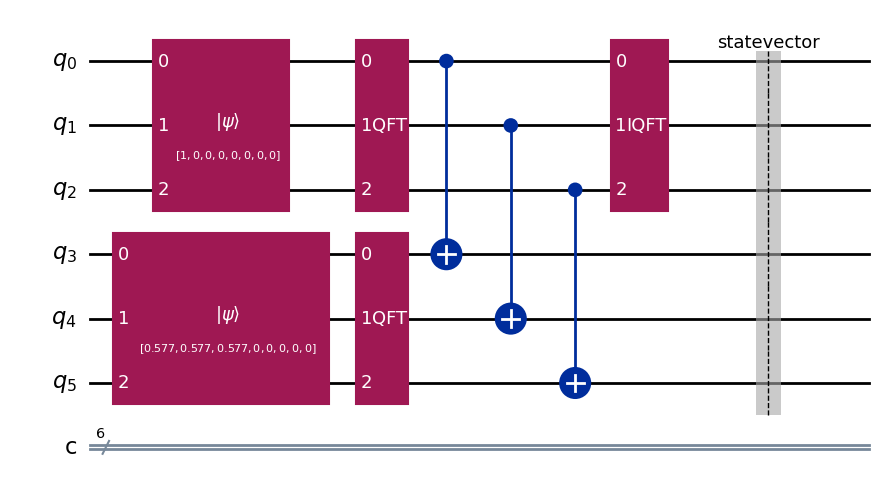 statevector
q0 0 0 0
q1 1 |ψ⟩ 1QFT 1IQFT
[1, 0, 0, 0, 0, 0, 0, 0]
q2 2 2 2
q3 0 0
q4 1 |ψ⟩ 1QFT
[0.577, 0.577, 0.577, 0, 0, 0, 0, 0]
q5 2 2
6
c